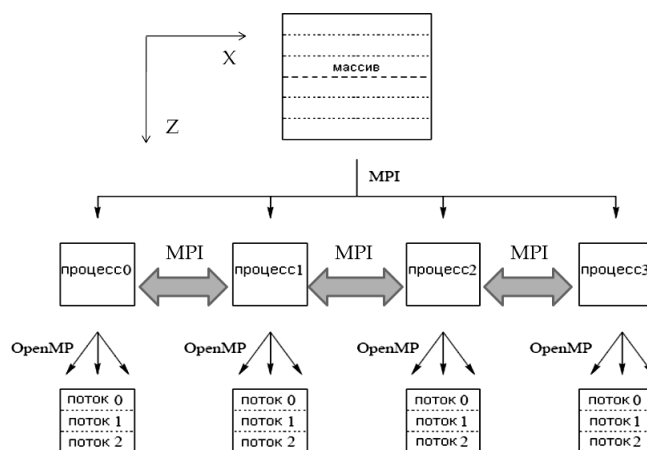 X
массив
Z
MPI
процесс0
MPI
процесс1
MPI
процесс2
MPI
процесс3
OpenMP
OpenMP
OpenMP
OpenMP
поток 0
поток 1
поток 2
поток 0
поток 1
поток 2
поток 0
поток 1
поток 2
поток 0
поток 1
поток 2